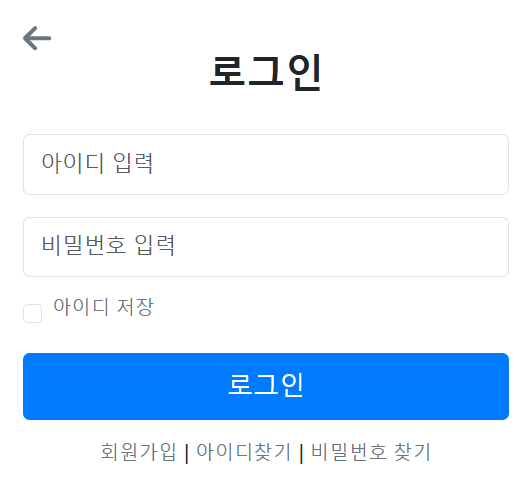 로그인
아이디 입력
비밀번호 입력
아이디 저장
로그인
회원가입 | 아이디찾기 | 비밀번호 찾기